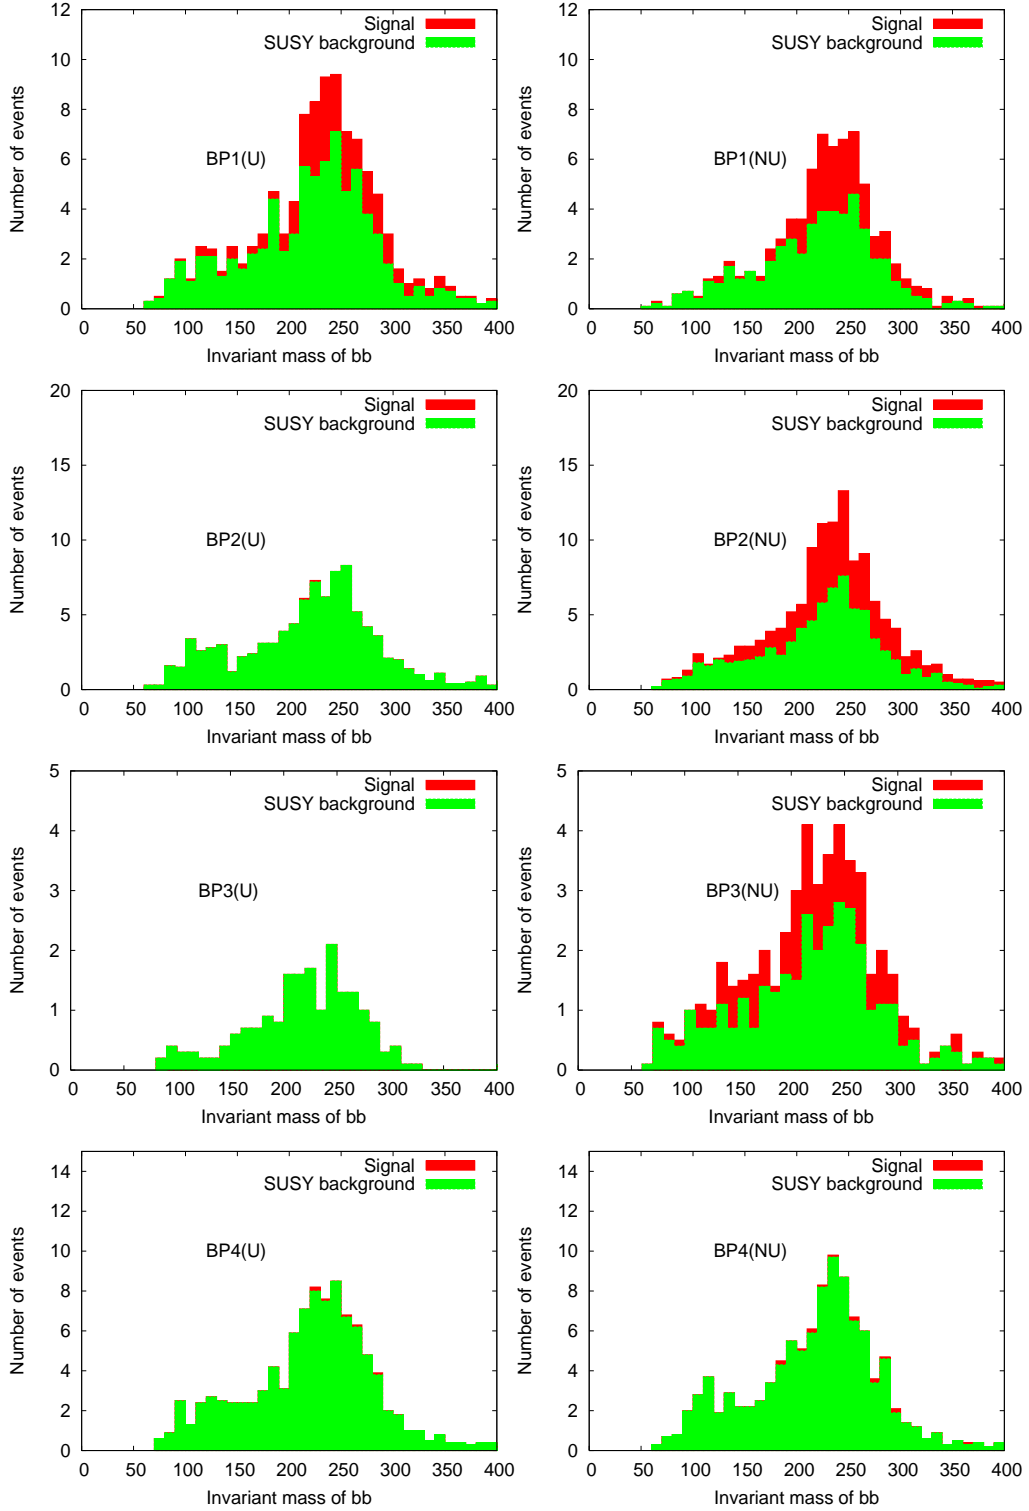 Signal
SUSY background
BP1(U)
Number of events
0 2 4 6 8 10 12
0 50 100 150 200 250 300 350 400
Invariant mass of bb
Signal
SUSY background
BP1(NU)
Number of events
0 2 4 6 8 10 12
0 50 100 150 200 250 300 350 400
Invariant mass of bb
Signal
SUSY background
BP2(U)
Number of events
0 5 10 15 20
0 50 100 150 200 250 300 350 400
Invariant mass of bb
Signal
SUSY background
BP2(NU)
Number of events
0 5 10 15 20
0 50 100 150 200 250 300 350 400
Invariant mass of bb
Signal
SUSY background
BP3(U)
Number of events
0 1 2 3 4 5
0 50 100 150 200 250 300 350 400
Invariant mass of bb
Signal
SUSY background
BP3(NU)
Number of events
0 1 2 3 4 5
0 50 100 150 200 250 300 350 400
Invariant mass of bb
Signal
SUSY background
BP4(U)
Number of events
0 2 4 6 8 10 12 14
0 50 100 150 200 250 300 350 400
Invariant mass of bb
Signal
SUSY background
BP4(NU)
Number of events
0 2 4 6 8 10 12 14
0 50 100 150 200 250 300 350 400
Invariant mass of bb